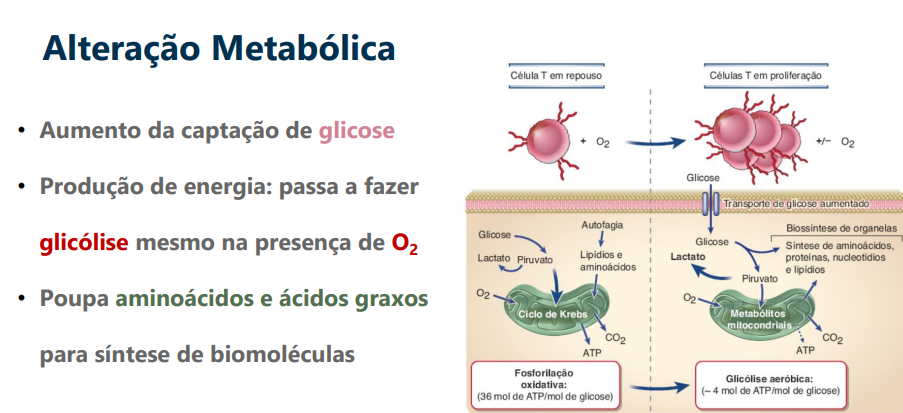 Alteração Metabólica
• Aumento da captação de glicose
• Produção de energia: passa a fazer
glicólise mesmo na presença de O2
• Poupa aminoácidos e ácidos graxos
para síntese de biomoléculas
Célula T em repouso
Células T em proliferação
+ O2
+/− O2
Glicose
Transporte de glicose aumentado
Glicose
Lactato
Piruvato
Autofagia
Lipídios e
aminoácidos
O2
Ciclo de Krebs
CO2
ATP
Glicose
Lactato
Piruvato
Biossíntese de organelas
Síntese de aminoácidos,
proteínas, nucleotídios
e lipídios
O2
Metabólitos
mitocondriais
CO2
ATP
Fosforilação
oxidativa:
(36 mol de ATP/mol de glicose)
Glicólise aeróbica:
(~ 4 mol de ATP/mol de glicose)